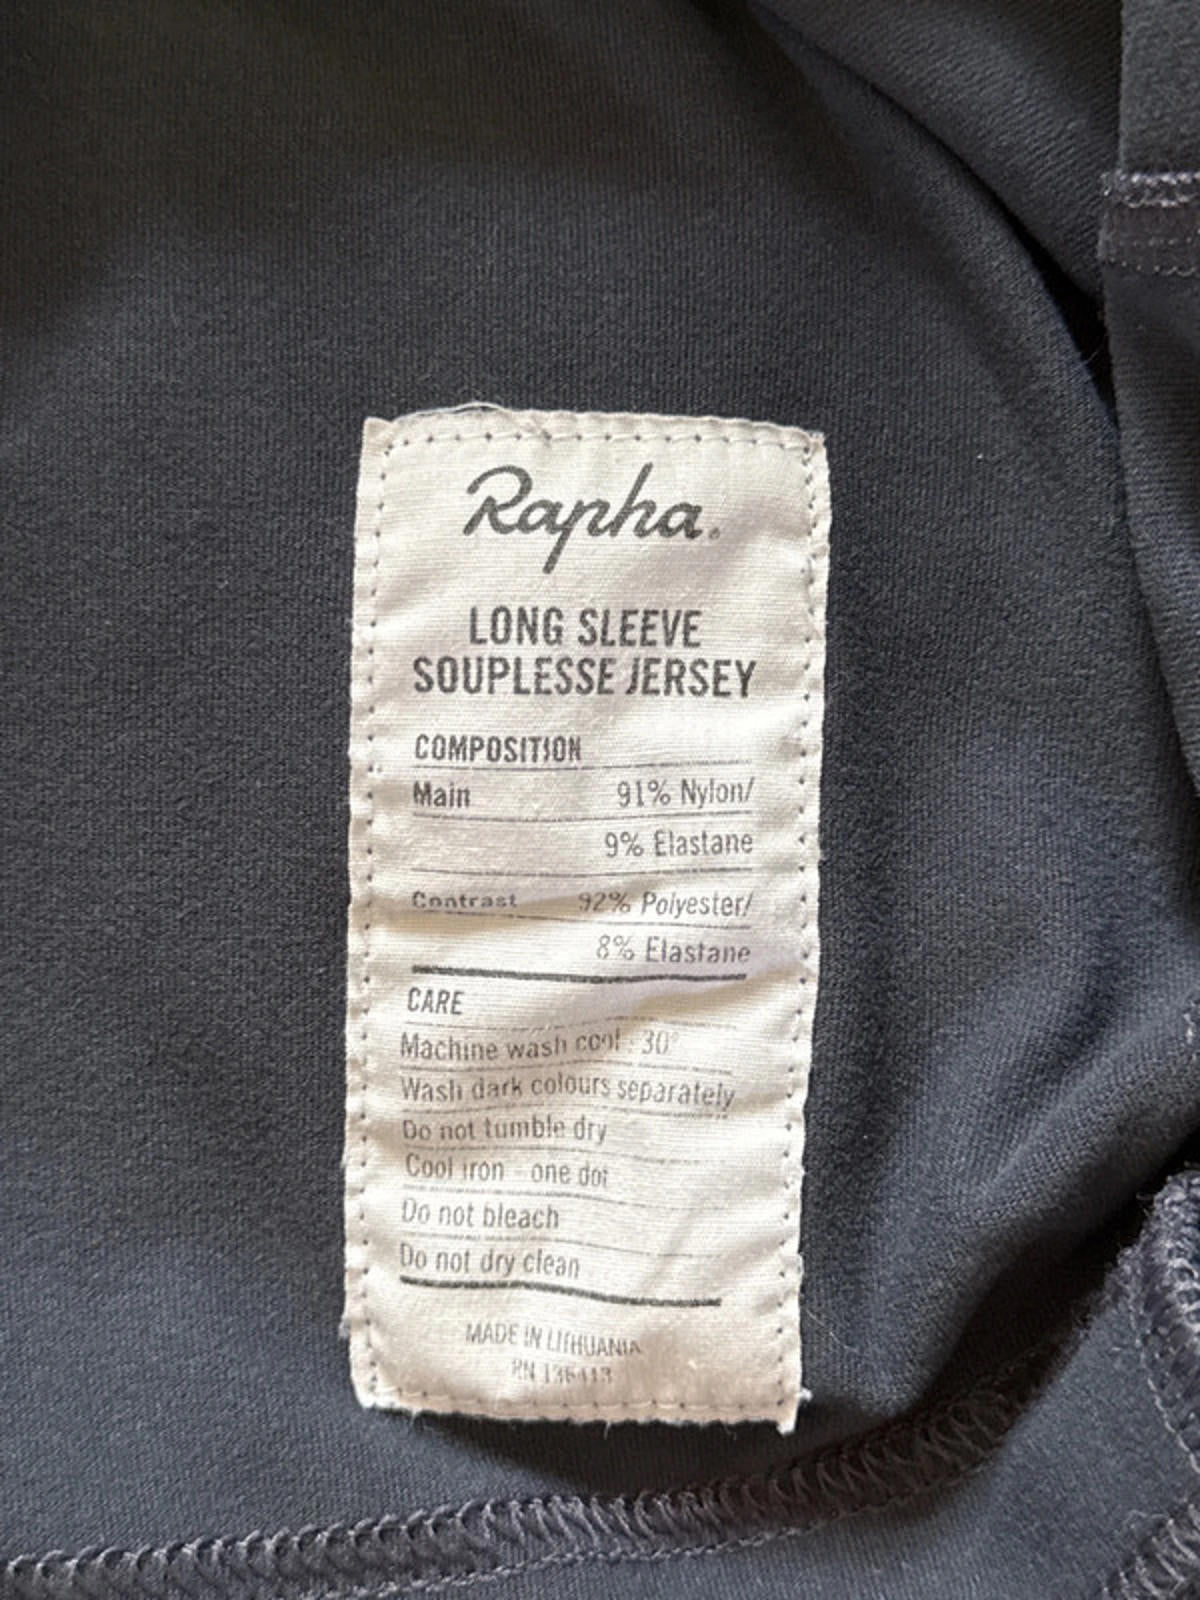 Rapha®
LONG SLEEVE
SOUPLESSE JERSEY
COMPOSITION
Main 91% Nylon/
9% Elastane
Contrast 92% Polyester/
8% Elastane
CARE
Machine wash cool : 30°
Wash dark colours separately
Do not tumble dry
Cool iron - one dot
Do not bleach
Do not dry clean
MADE IN LITHUANIA
RN 135413